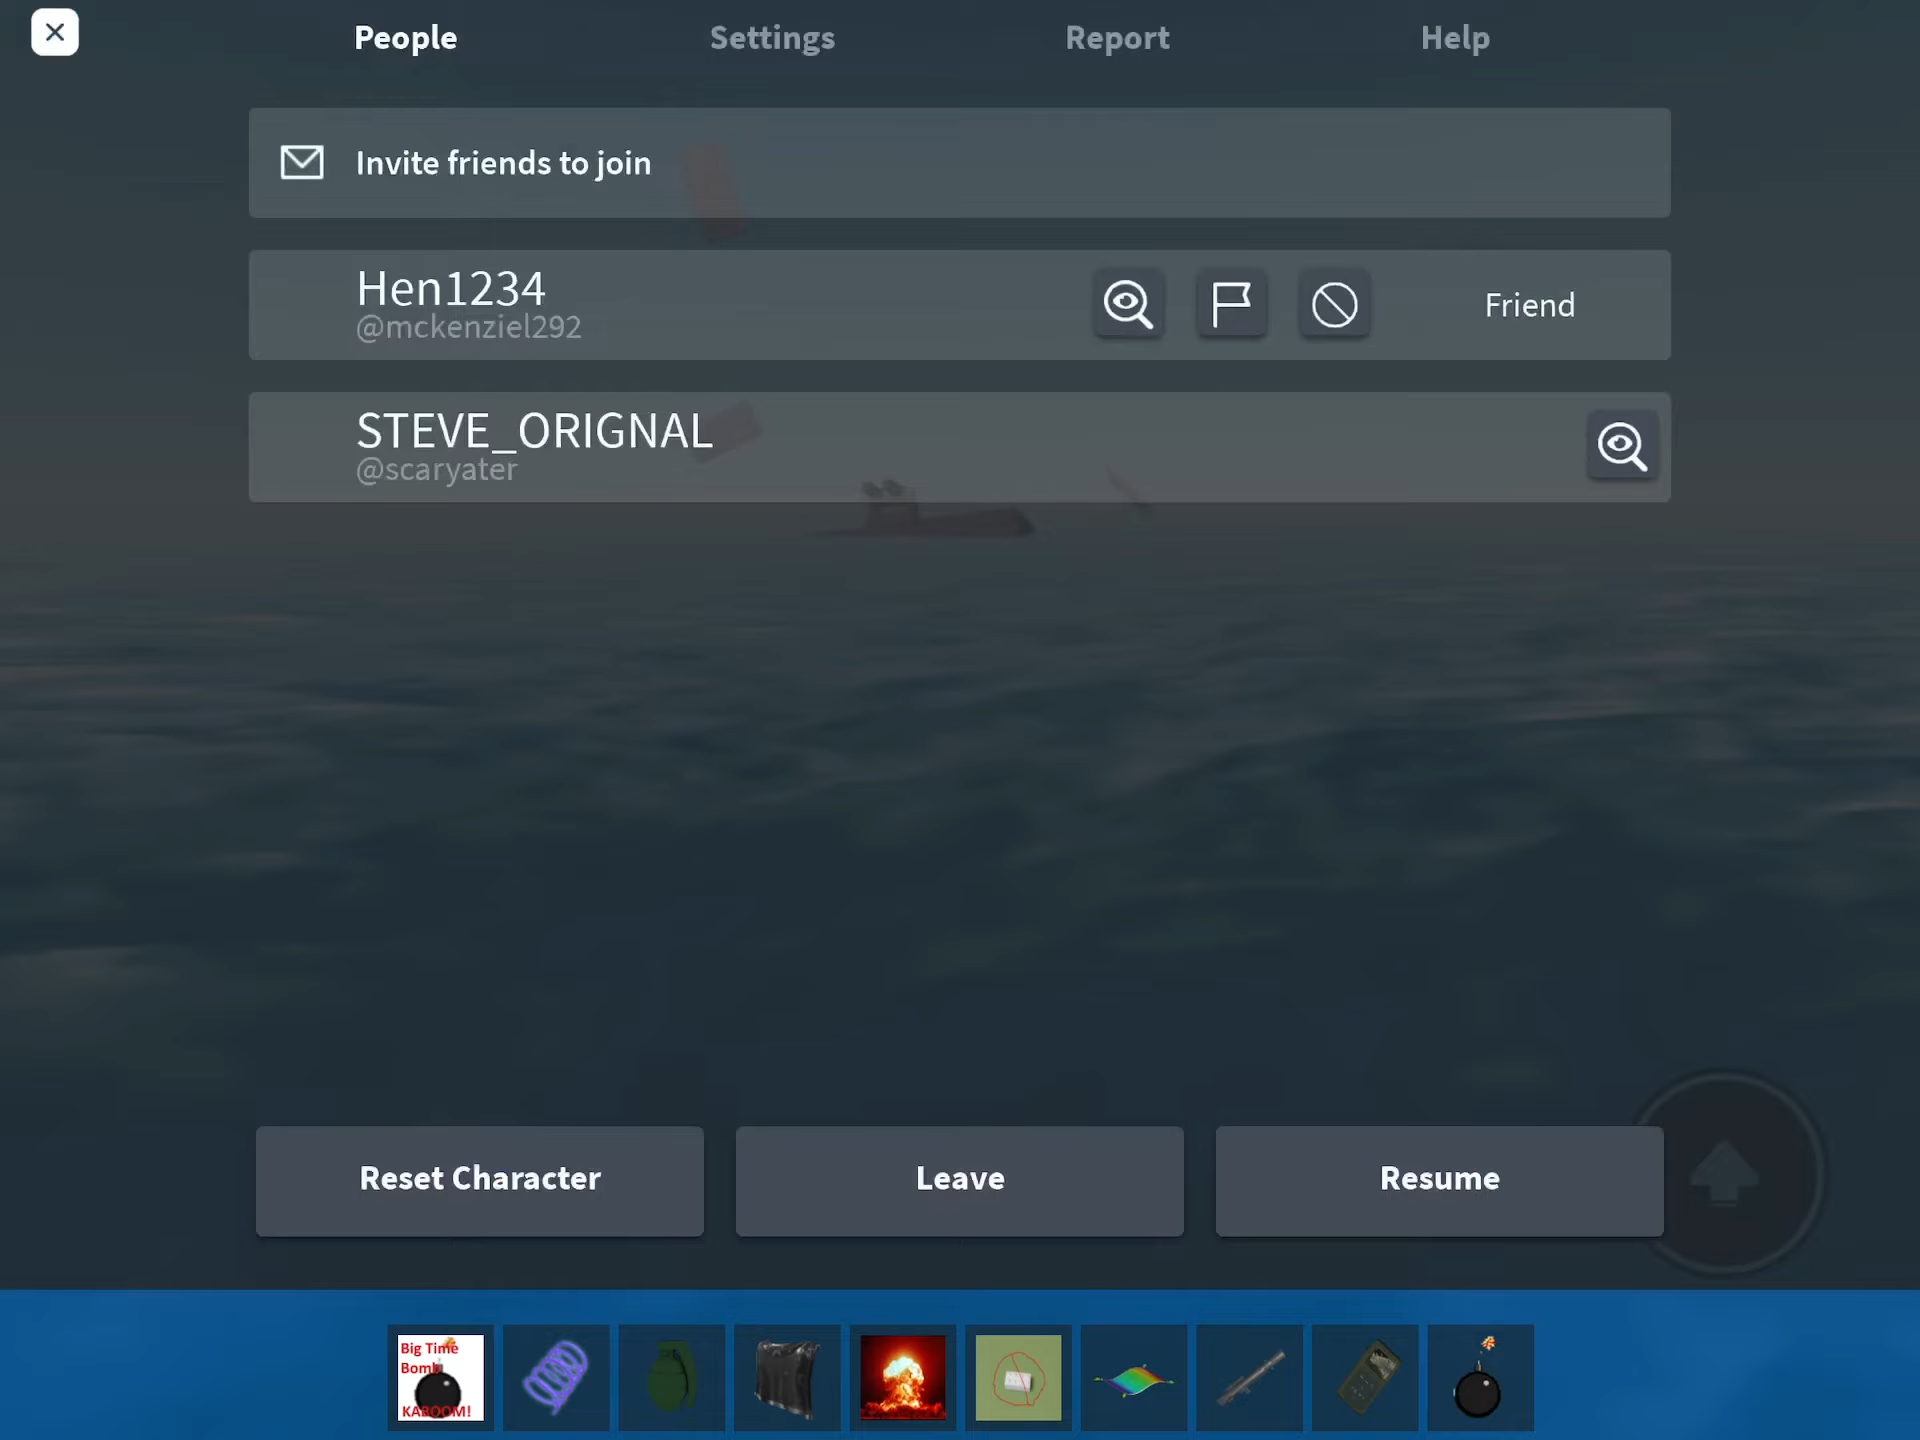 People
Settings
Report
Help
Invite friends to join
Hen1234
@mckenziel292
Friend
STEVE_ORIGNAL
@scaryater
Reset Character
Leave
Resume
Big Time
Bomb
KABOOM!